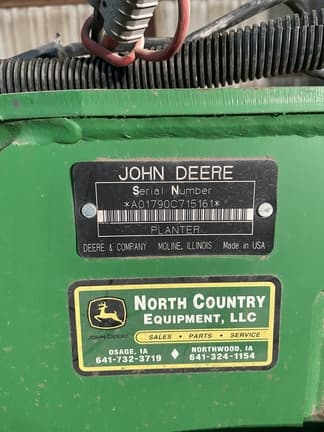 JOHN DEERE
Serial Number
*A01790C715161*
PLANTER
DEERE & COMPANY MOLINE, ILLINOIS Made in USA
NORTH COUNTRY
EQUIPMENT, LLC
JOHN DEERE
SALES • PARTS • SERVICE
OSAGE, IA NORTHWOOD, IA
641-732-3719 641-324-1154